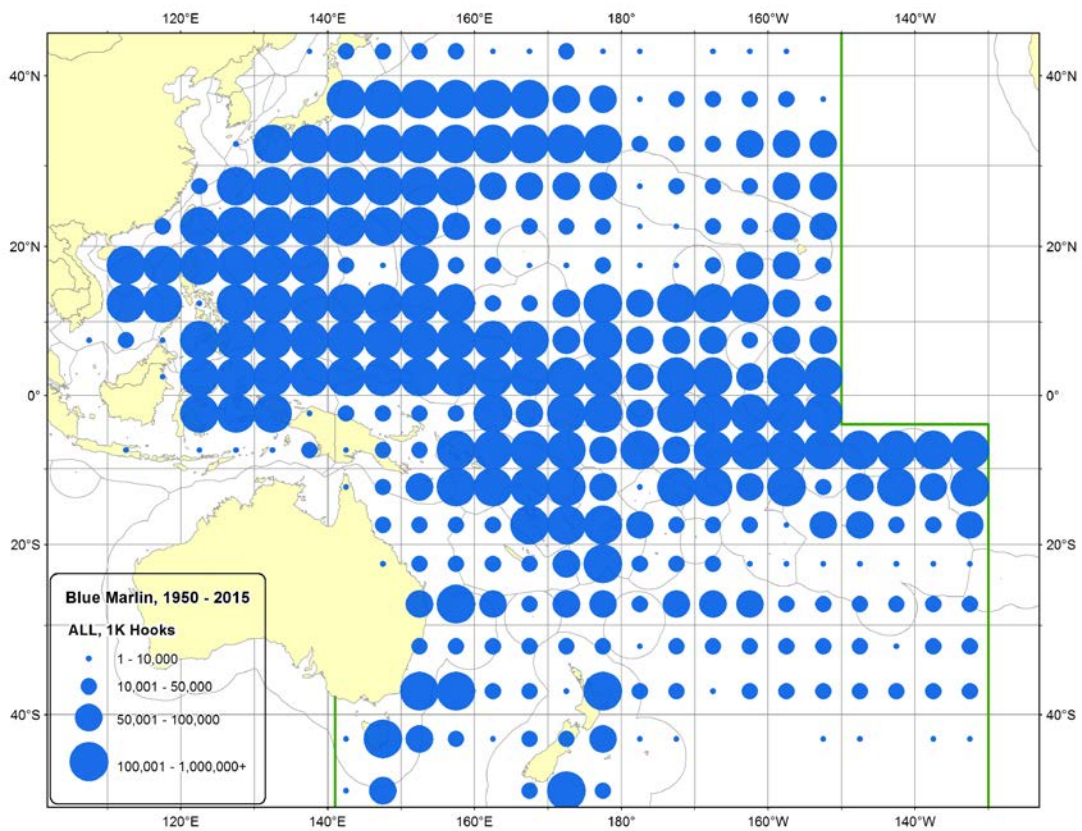 120°E 140°E 160°E 180° 160°W 140°W
40°N 40°N
20°N 20°N
0° 0°
20°S 20°S
Blue Marlin, 1950 - 2015
ALL, 1K Hooks
1 - 10,000
10,001 - 50,000
50,001 - 100,000
40°S 40°S
100,001 - 1,000,000+
120°E 140°E 160°E 180° 160°W 140°W